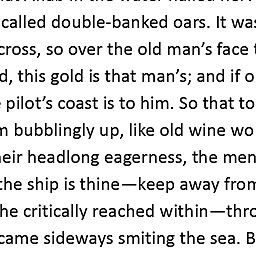 called double-banked oars. It was
cross, so over the old man's face
d, this gold is that man's; and if o
pilot's coast is to him. So that to
m bubblingly up, like old wine wo
eir headlong eagerness, the men
the ship is thine—keep away from
he critically reached within—thro
came sideways smiting the sea. B